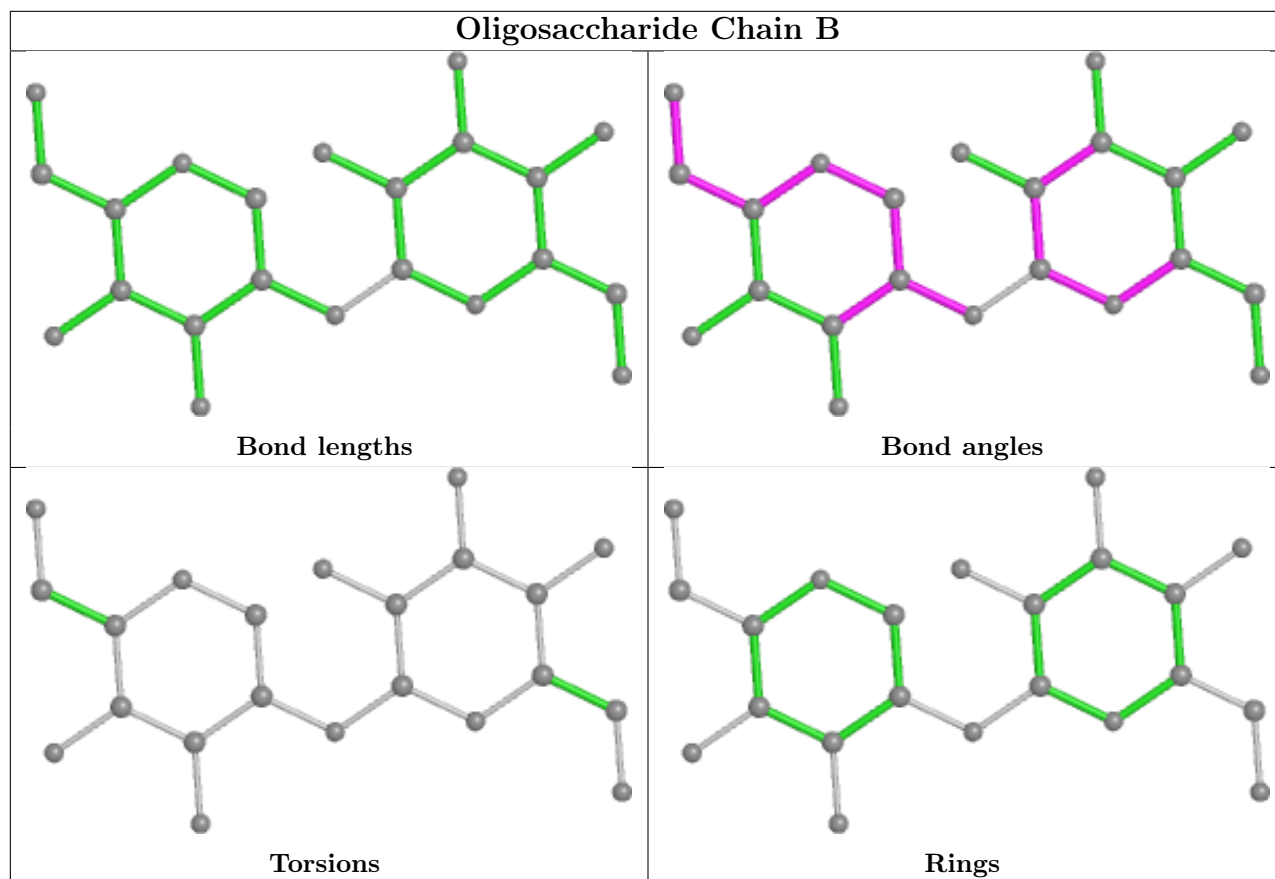 Oligosaccharide Chain B
Bond lengths
Bond angles
Torsions
Rings